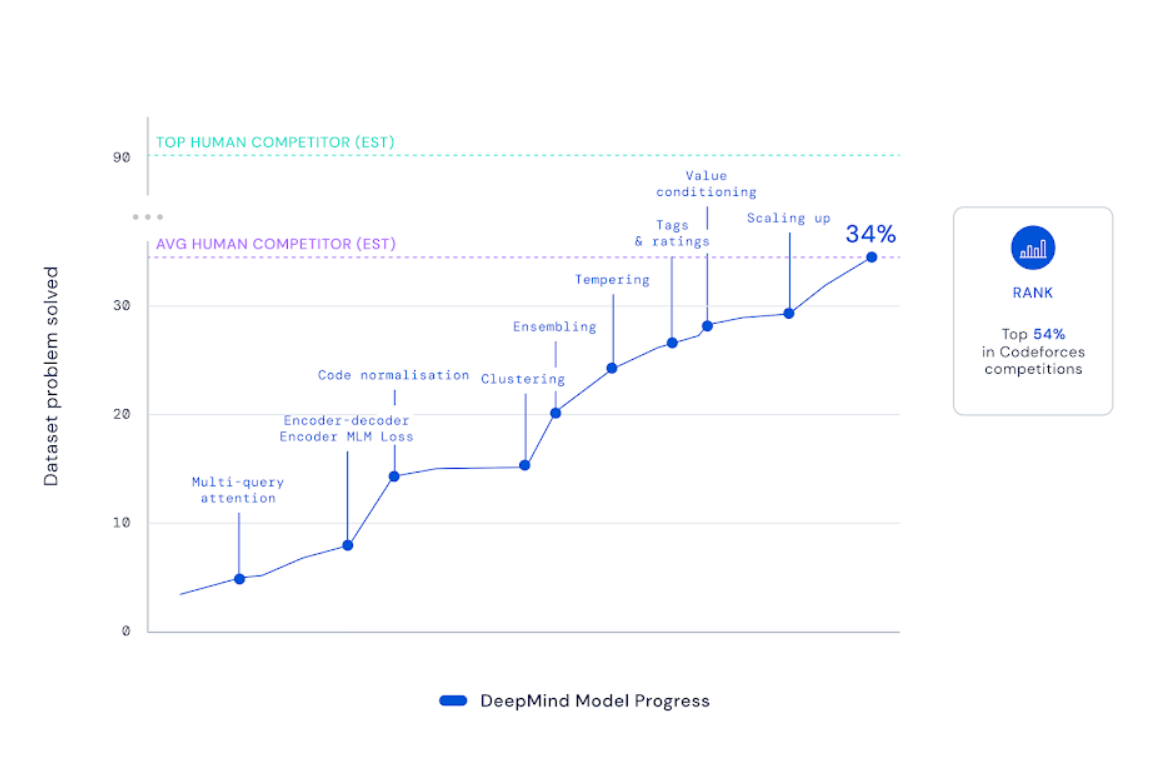 TOP HUMAN COMPETITOR (EST)
90
Value
conditioning
Tags
& ratings
Scaling up
34%
AVG HUMAN COMPETITOR (EST)
Tempering
30
Ensembling
Code normalisation
Clustering
20
Encoder-decoder
Encoder MLM Loss
Multi-query
attention
10
0
Dataset problem solved
DeepMind Model Progress
RANK
Top 54%
in Codeforces
competitions